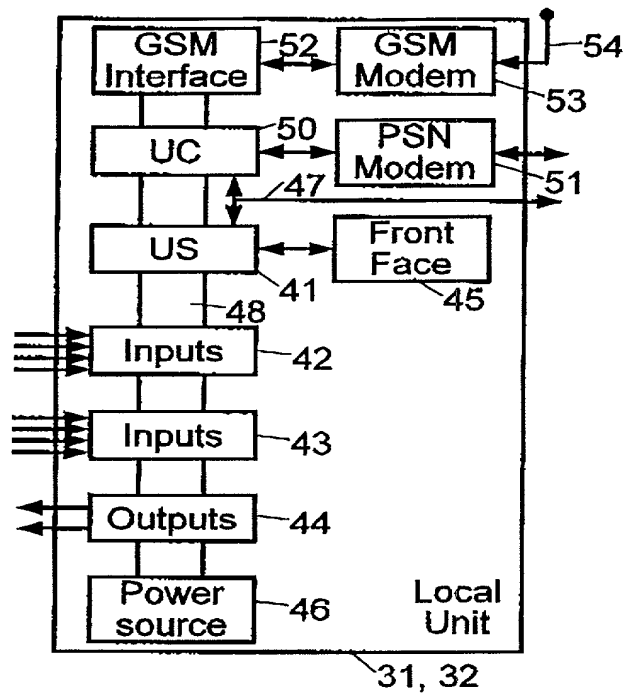 GSM
Interface
52
GSM
Modem
53
54
50
UC
PSN
Modem
51
47
US
41
Front
Face
45
48
Inputs
42
Inputs
43
Outputs
44
Power
source
46
Local
Unit
31, 32